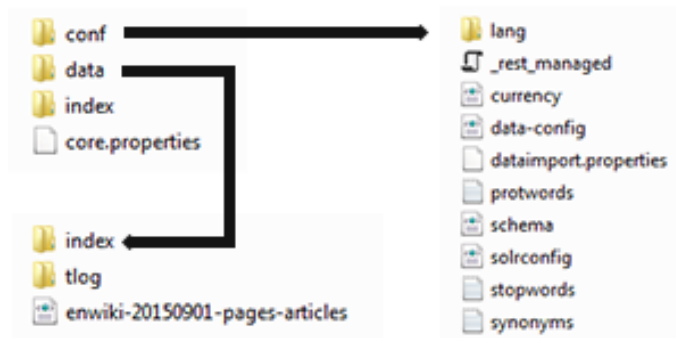 conf
data
index
core.properties
index
tlog
enwiki-20150901-pages-articles
lang
_rest_managed
currency
data-config
dataimport.properties
protwords
schema
solrconfig
stopwords
synonyms